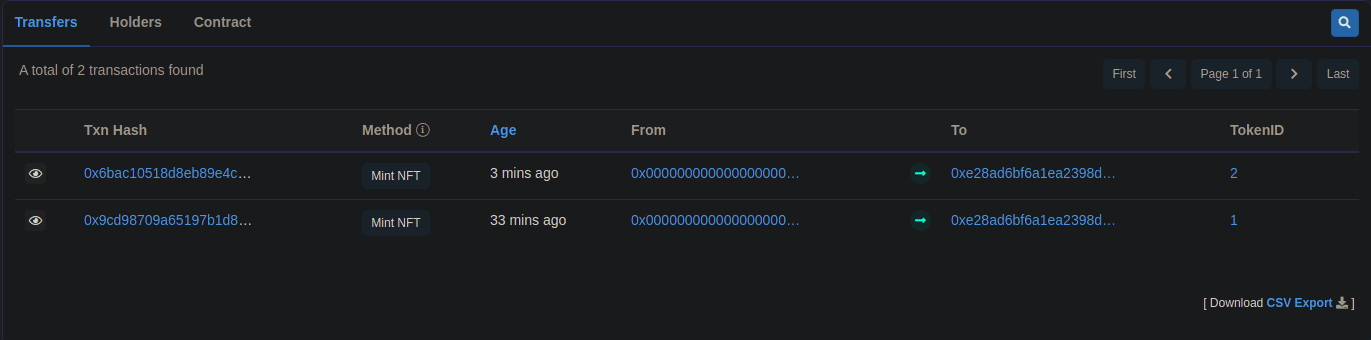 Transfers Holders Contract
A total of 2 transactions found
First Page 1 of 1 Last
Txn Hash Method Age From To TokenID
0x6bac10518d8eb89e4c… Mint NFT 3 mins ago 0x000000000000000000… 0xe28ad6bf6a1ea2398d… 2
0x9cd98709a65197b1d8… Mint NFT 33 mins ago 0x000000000000000000… 0xe28ad6bf6a1ea2398d… 1
[ Download CSV Export ]